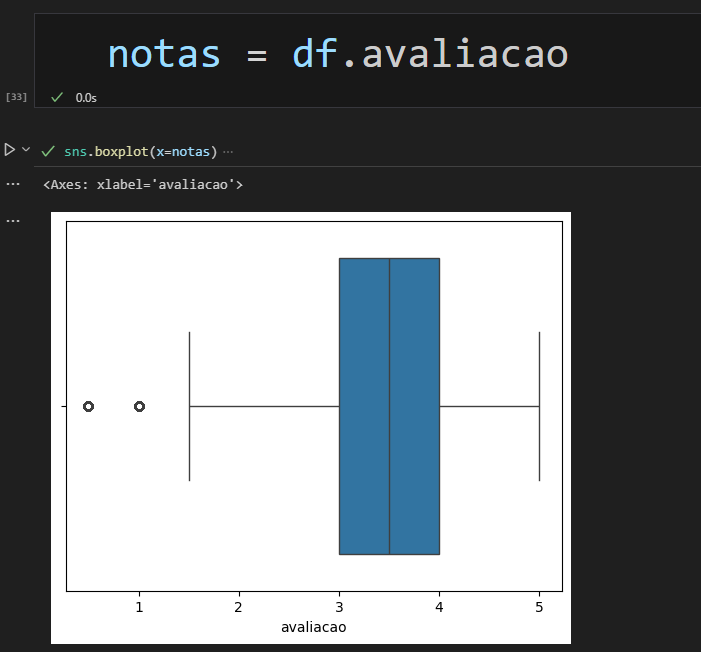 notas = df.avaliacao
[33]
0.0s
sns.boxplot(x=notas) ...
...
<Axes: xlabel='avaliacao'>
...
1 2 3 4 5
avaliacao